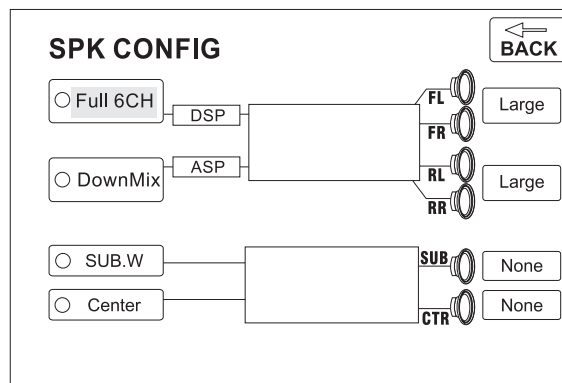 SPK CONFIG
BACK
Full 6CH
DSP
FL
Large
FR
DownMix
ASP
RL
Large
RR
SUB.W
SUB
None
Center
CTR
None